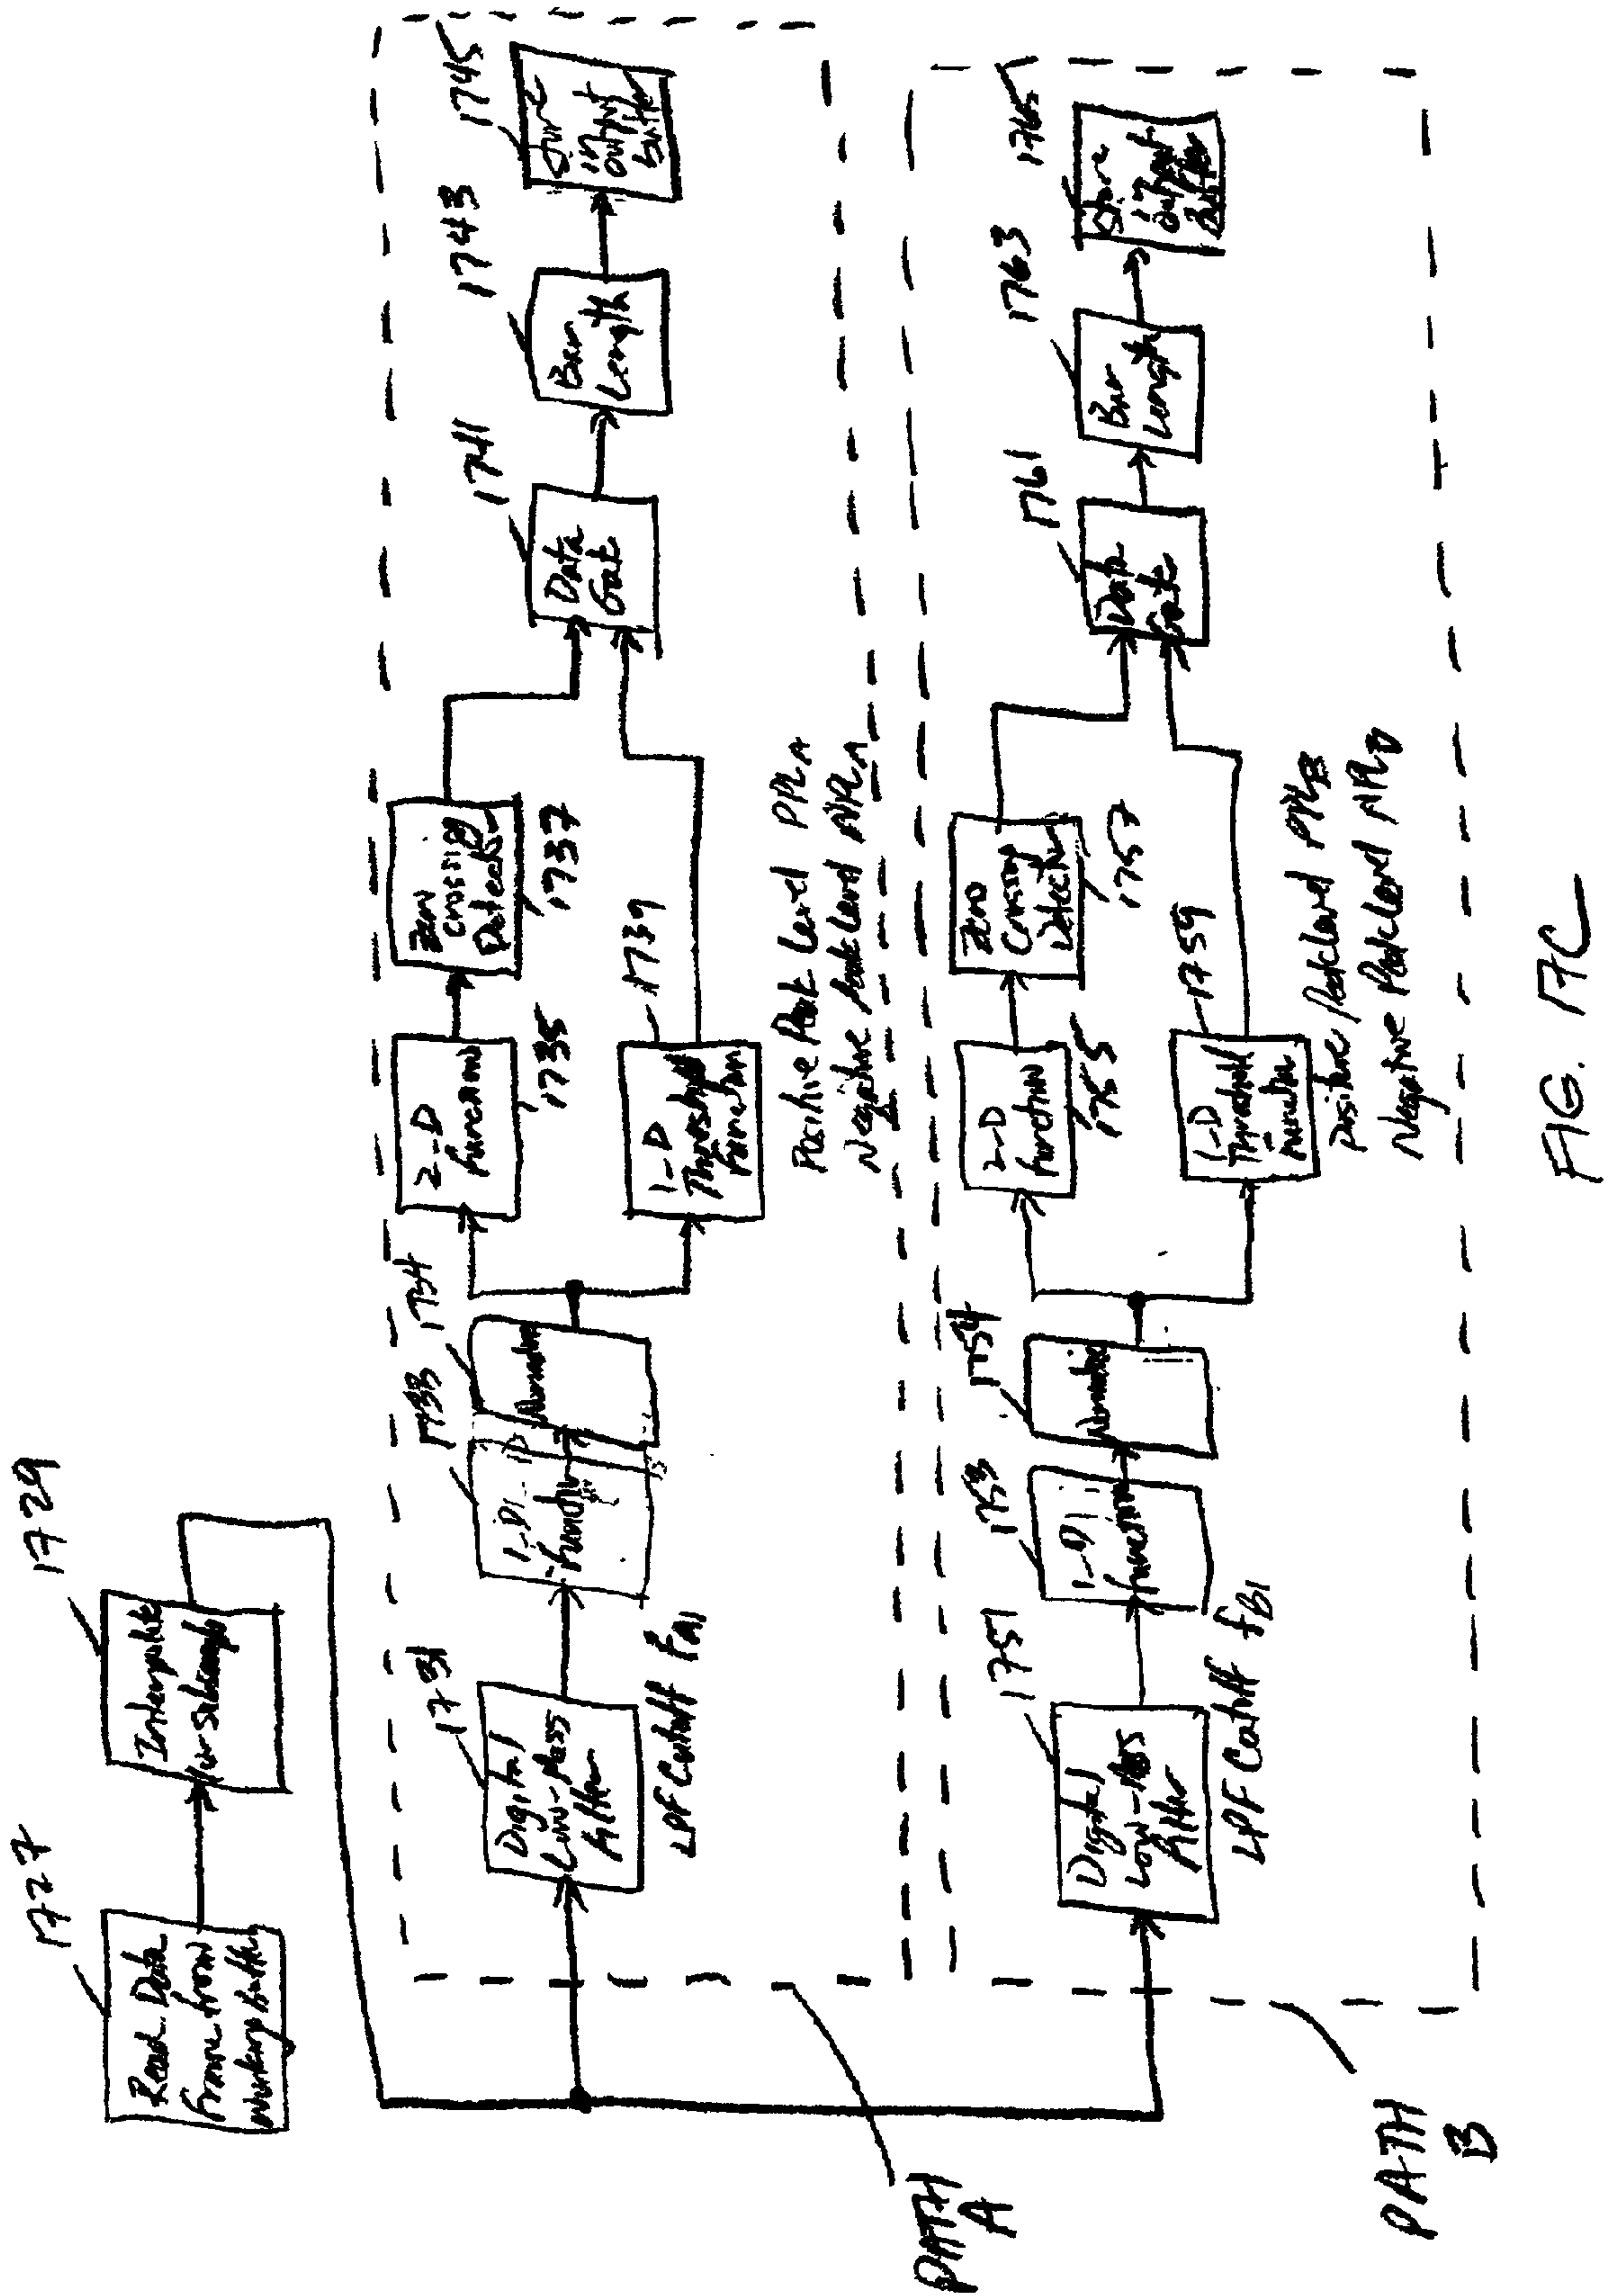 1727
Read Data
Frame from
working buffer
1729
Interpolate
/or subsample
1731
Digital
Low-Pass
filter
LPF Cutoff fA1
1733
1-D
function
1734
1735
2-D
function
1737
Zero
crossing
Detector
1739
1-D
Threshold
function
Positive Peak Level PPLA
Negative Peak Level NPLA
1741
Data
Gate
1743
Bar
Length
1745
Store
in
output
buffer
PATH
A
1751
Digital
Low-Pass
filter
LPF Cutoff fB1
1753
1-D
function
1754
1755
2-D
function
1757
Zero
Crossing
Detector
1759
1-D
Threshold
function
Positive Peak Level PPLB
Negative Peak Level NPLB
1761
Data
Gate
1763
Bar
Length
1765
Store
in
output
Buffer
PATH
B
FIG. 17C